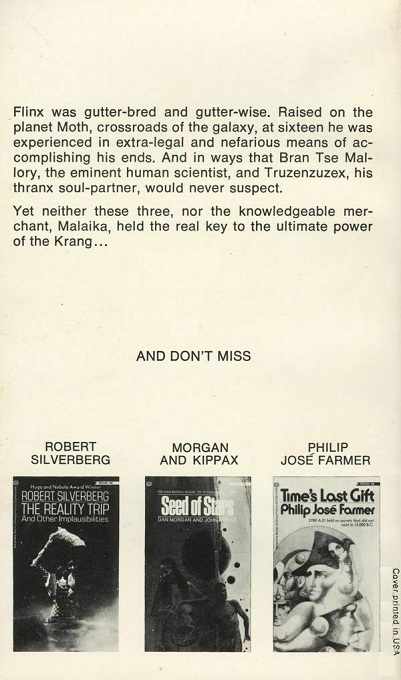 Flinx was gutter-bred and gutter-wise. Raised on the
planet Moth, crossroads of the galaxy, at sixteen he was
experienced in extra-legal and nefarious means of ac-
complishing his ends. And in ways that Bran Tse Mal-
lory, the eminent human scientist, and Truzenzuzex, his
thranx soul-partner, would never suspect.
Yet neither these three, nor the knowledgeable mer-
chant, Malaika, held the real key to the ultimate power
of the Krang...
AND DON'T MISS
ROBERT
SILVERBERG
MORGAN
AND KIPPAX
PHILIP
JOSÉ FARMER
Hugo and Nebula Award Winner
ROBERT SILVERBERG
THE REALITY TRIP
And Other Implausibilities
Seed of Stars
DAN MORGAN AND JOHN
Time's Last Gift
Philip José Farmer
Cover printed in USA